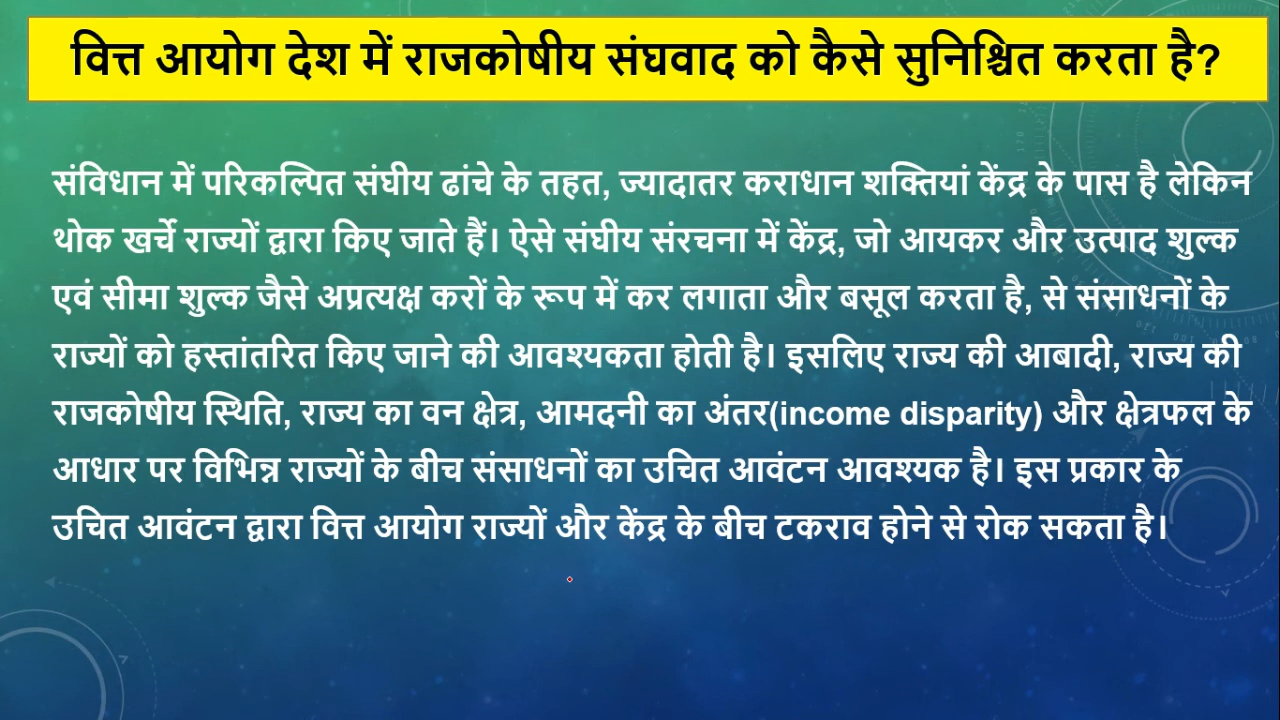 वित्त आयोग देश में राजकोषीय संघवाद को कैसे सुनिश्चित करता है?
संविधान में परिकल्पित संघीय ढांचे के तहत, ज्यादातर कराधान शक्तियां केंद्र के पास है लेकिन
थोक खर्चे राज्यों द्वारा किए जाते हैं। ऐसे संघीय संरचना में केंद्र, जो आयकर और उत्पाद शुल्क
एवं सीमा शुल्क जैसे अप्रत्यक्ष करों के रूप में कर लगाता और बसूल करता है, से संसाधनों के
राज्यों को हस्तांतरित किए जाने की आवश्यकता होती है। इसलिए राज्य की आबादी, राज्य की
राजकोषीय स्थिति, राज्य का वन क्षेत्र, आमदनी का अंतर(income disparity) और क्षेत्रफल के
आधार पर विभिन्न राज्यों के बीच संसाधनों का उचित आवंटन आवश्यक है। इस प्रकार के
उचित आवंटन द्वारा वित्त आयोग राज्यों और केंद्र के बीच टकराव होने से रोक सकता है।